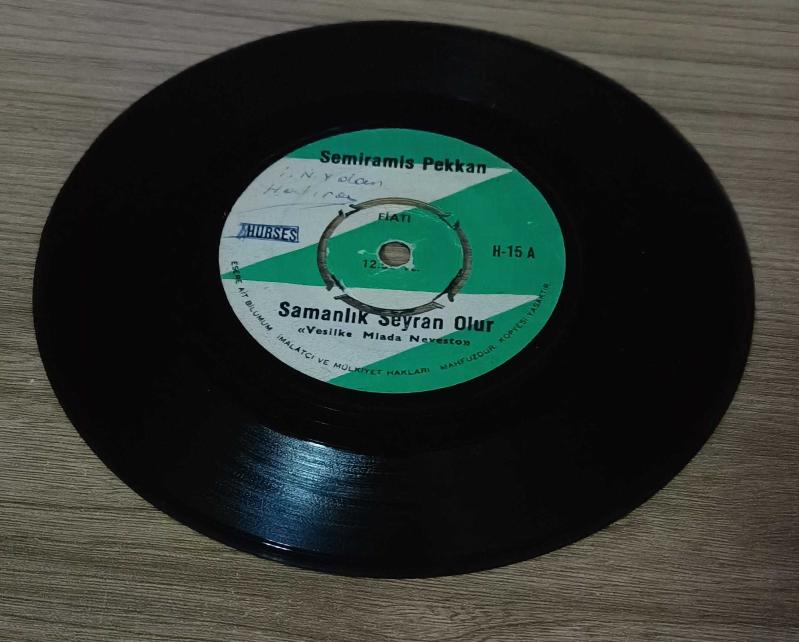 Semiramis Pekkan
i.N.Yoldan
FİATI
HURSES
H-15 A
Samanlık Seyran Olur
«Vesilke Mlada Nevesto»
ESERE AİT BİLUMUM İMALATÇI VE MÜLKİYET HAKLARI MAHFUZDUR. KOPYESİ YASAKTIR.